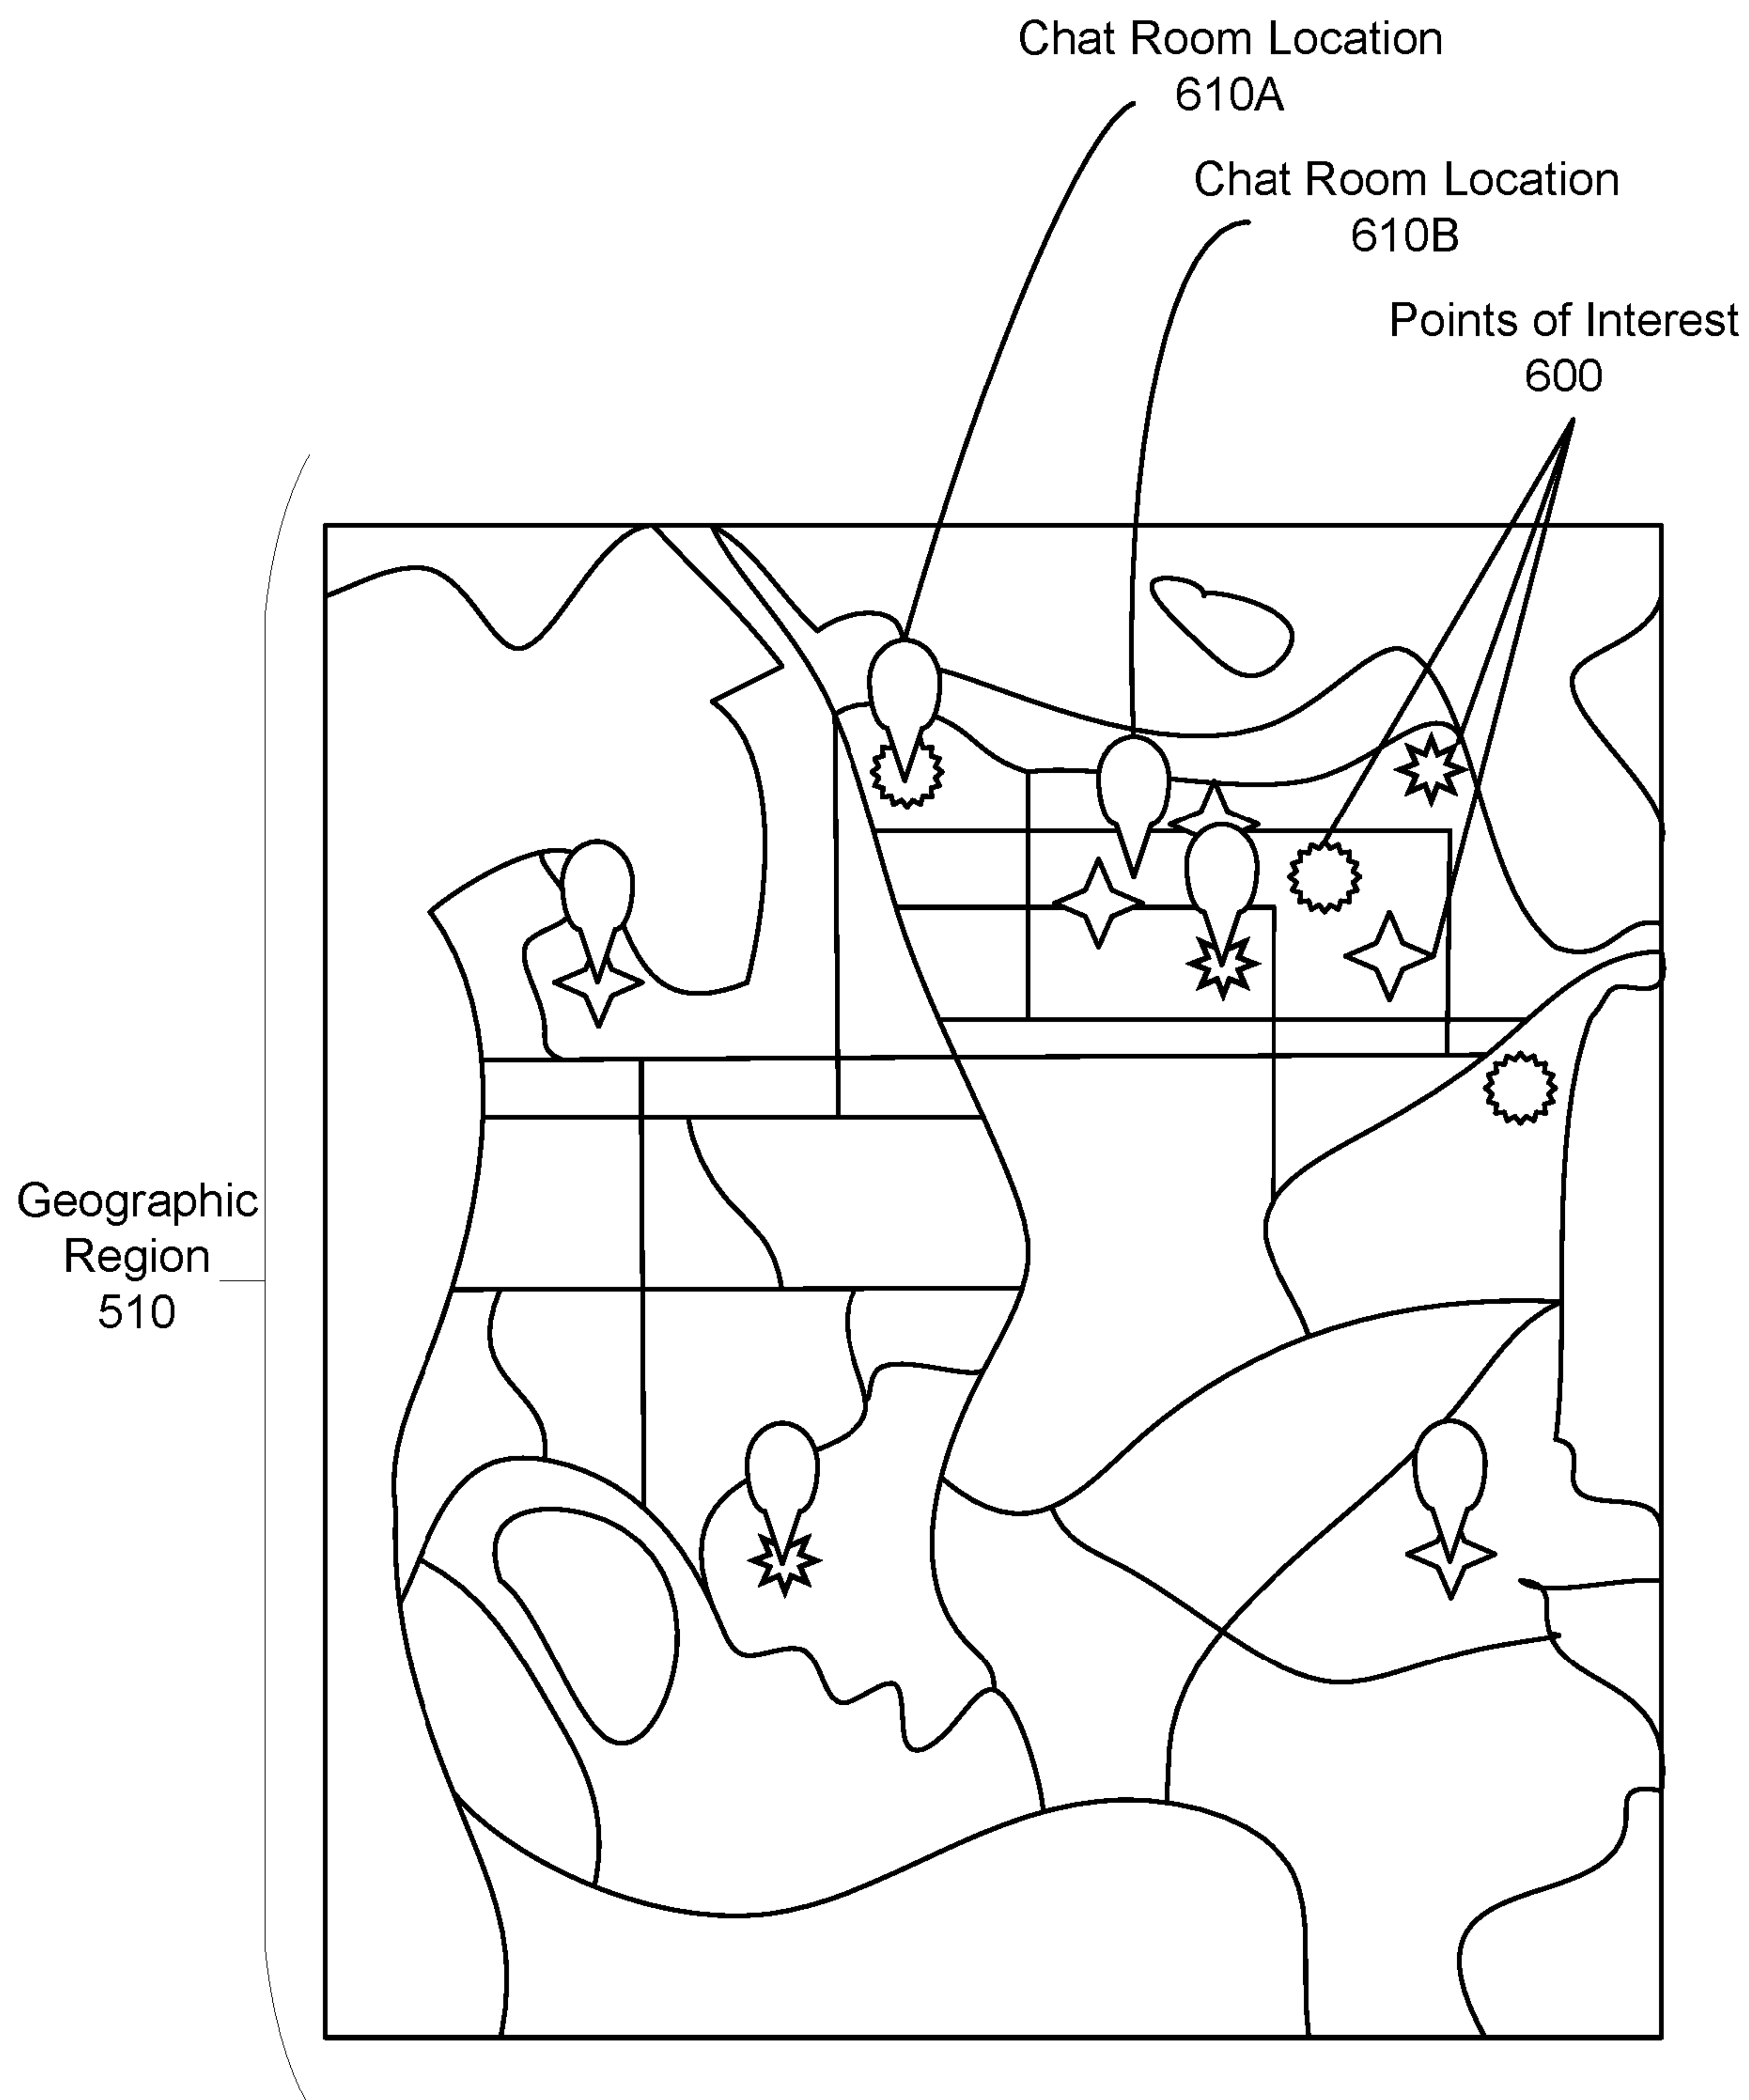 Chat Room Location
610A
Chat Room Location
610B
Points of Interest
600
Geographic
Region
510